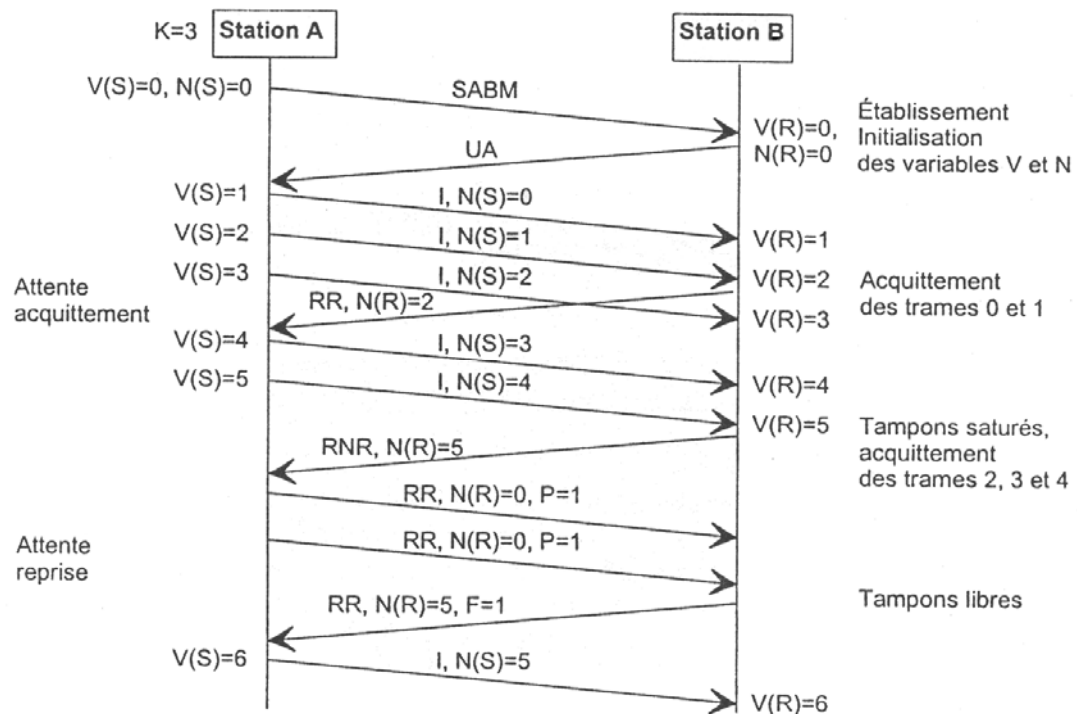 K=3 Station A Station B
V(S)=0, N(S)=0
SABM
Établissement
V(R)=0,
Initialisation
N(R)=0
des variables V et N
UA
V(S)=1
I, N(S)=0
V(S)=2
I, N(S)=1
V(R)=1
V(S)=3
I, N(S)=2
V(R)=2
Acquittement
des trames 0 et 1
Attente
acquittement
RR, N(R)=2
V(R)=3
V(S)=4
I, N(S)=3
V(S)=5
I, N(S)=4
V(R)=4
V(R)=5
Tampons saturés,
acquittement
des trames 2, 3 et 4
RNR, N(R)=5
RR, N(R)=0, P=1
Attente
reprise
RR, N(R)=0, P=1
RR, N(R)=5, F=1
Tampons libres
V(S)=6
I, N(S)=5
V(R)=6